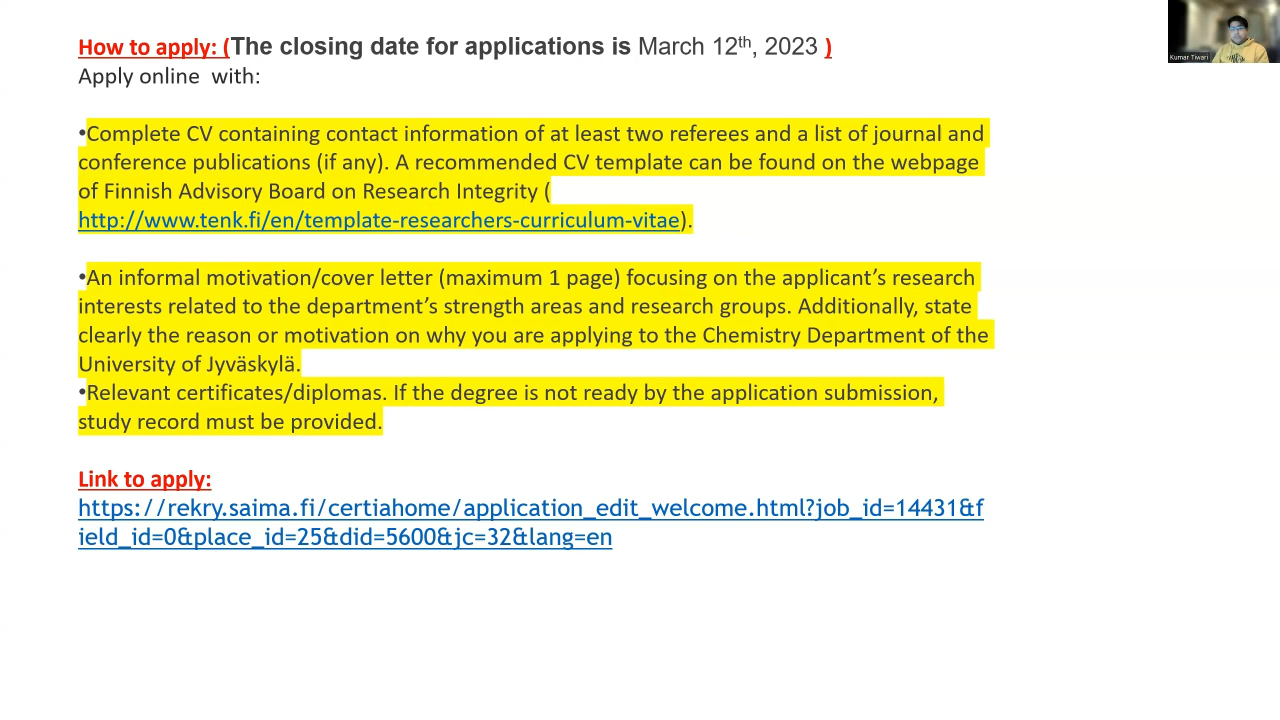 How to apply: (The closing date for applications is March 12th, 2023 )
Apply online with:
•Complete CV containing contact information of at least two referees and a list of journal and
conference publications (if any). A recommended CV template can be found on the webpage
of Finnish Advisory Board on Research Integrity (
http://www.tenk.fi/en/template-researchers-curriculum-vitae).
•An informal motivation/cover letter (maximum 1 page) focusing on the applicant’s research
interests related to the department’s strength areas and research groups. Additionally, state
clearly the reason or motivation on why you are applying to the Chemistry Department of the
University of Jyväskylä.
•Relevant certificates/diplomas. If the degree is not ready by the application submission,
study record must be provided.
Link to apply:
https://rekry.saima.fi/certiahome/application_edit_welcome.html?job_id=14431&f
ield_id=0&place_id=25&did=5600&jc=32&lang=en
Kumar Tiwari